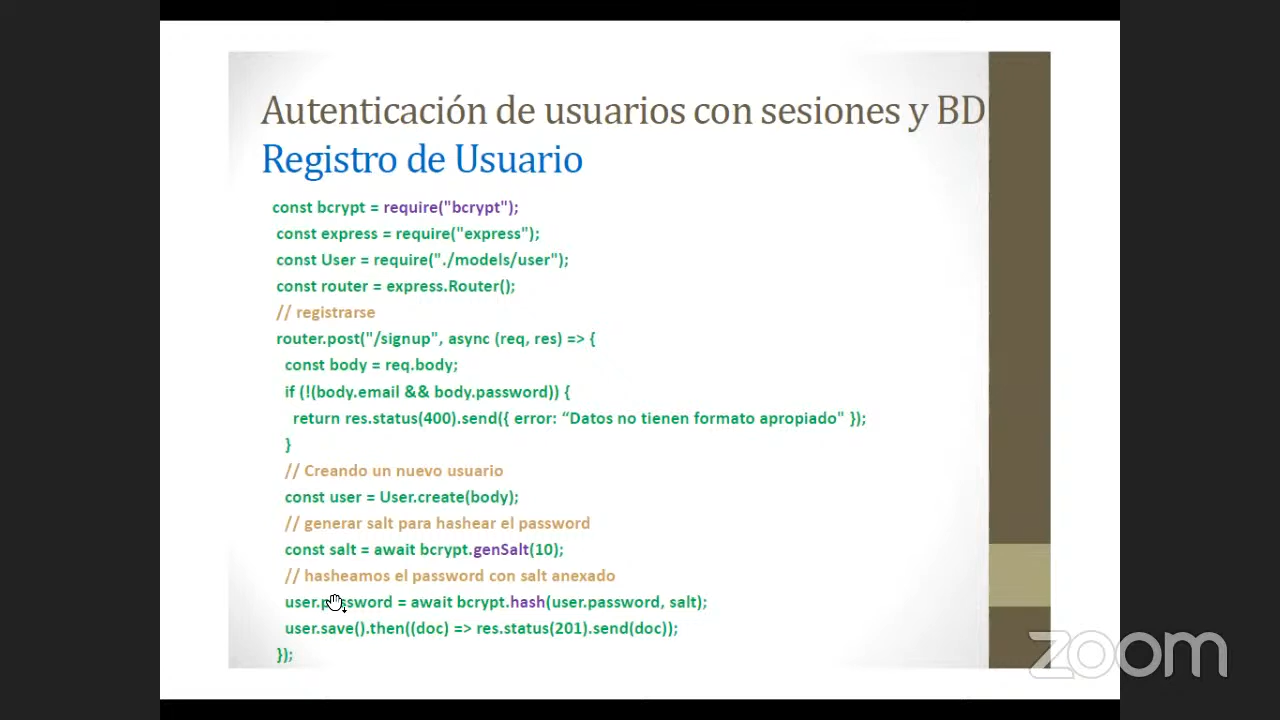 Autenticación de usuarios con sesiones y BD
Registro de Usuario
const bcrypt = require("bcrypt");
const express = require("express");
const User = require("./models/user");
const router = express.Router();
// registrarse
router.post("/signup", async (req, res) => {
const body = req.body;
if (!(body.email && body.password)) {
return res.status(400).send({ error: “Datos no tienen formato apropiado" });
}
// Creando un nuevo usuario
const user = User.create(body);
// generar salt para hashear el password
const salt = await bcrypt.genSalt(10);
// hasheamos el password con salt anexado
user.password = await bcrypt.hash(user.password, salt);
user.save().then((doc) => res.status(201).send(doc));
});
zoom